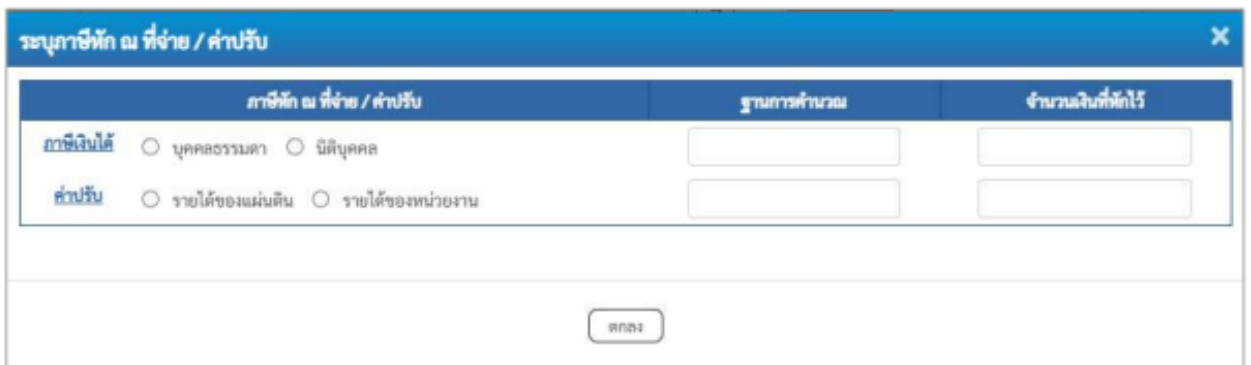 ระบุภาษีหัก ณ ที่จ่าย / ค่าปรับ
ภาษีหัก ณ ที่จ่าย / ค่าปรับ ฐานการคำนวณ จำนวนเงินที่หักไว้
ภาษีเงินได้ บุคคลธรรมดา นิติบุคคล
ค่าปรับ รายได้ของแผ่นดิน รายได้ของหน่วยงาน
ตกลง